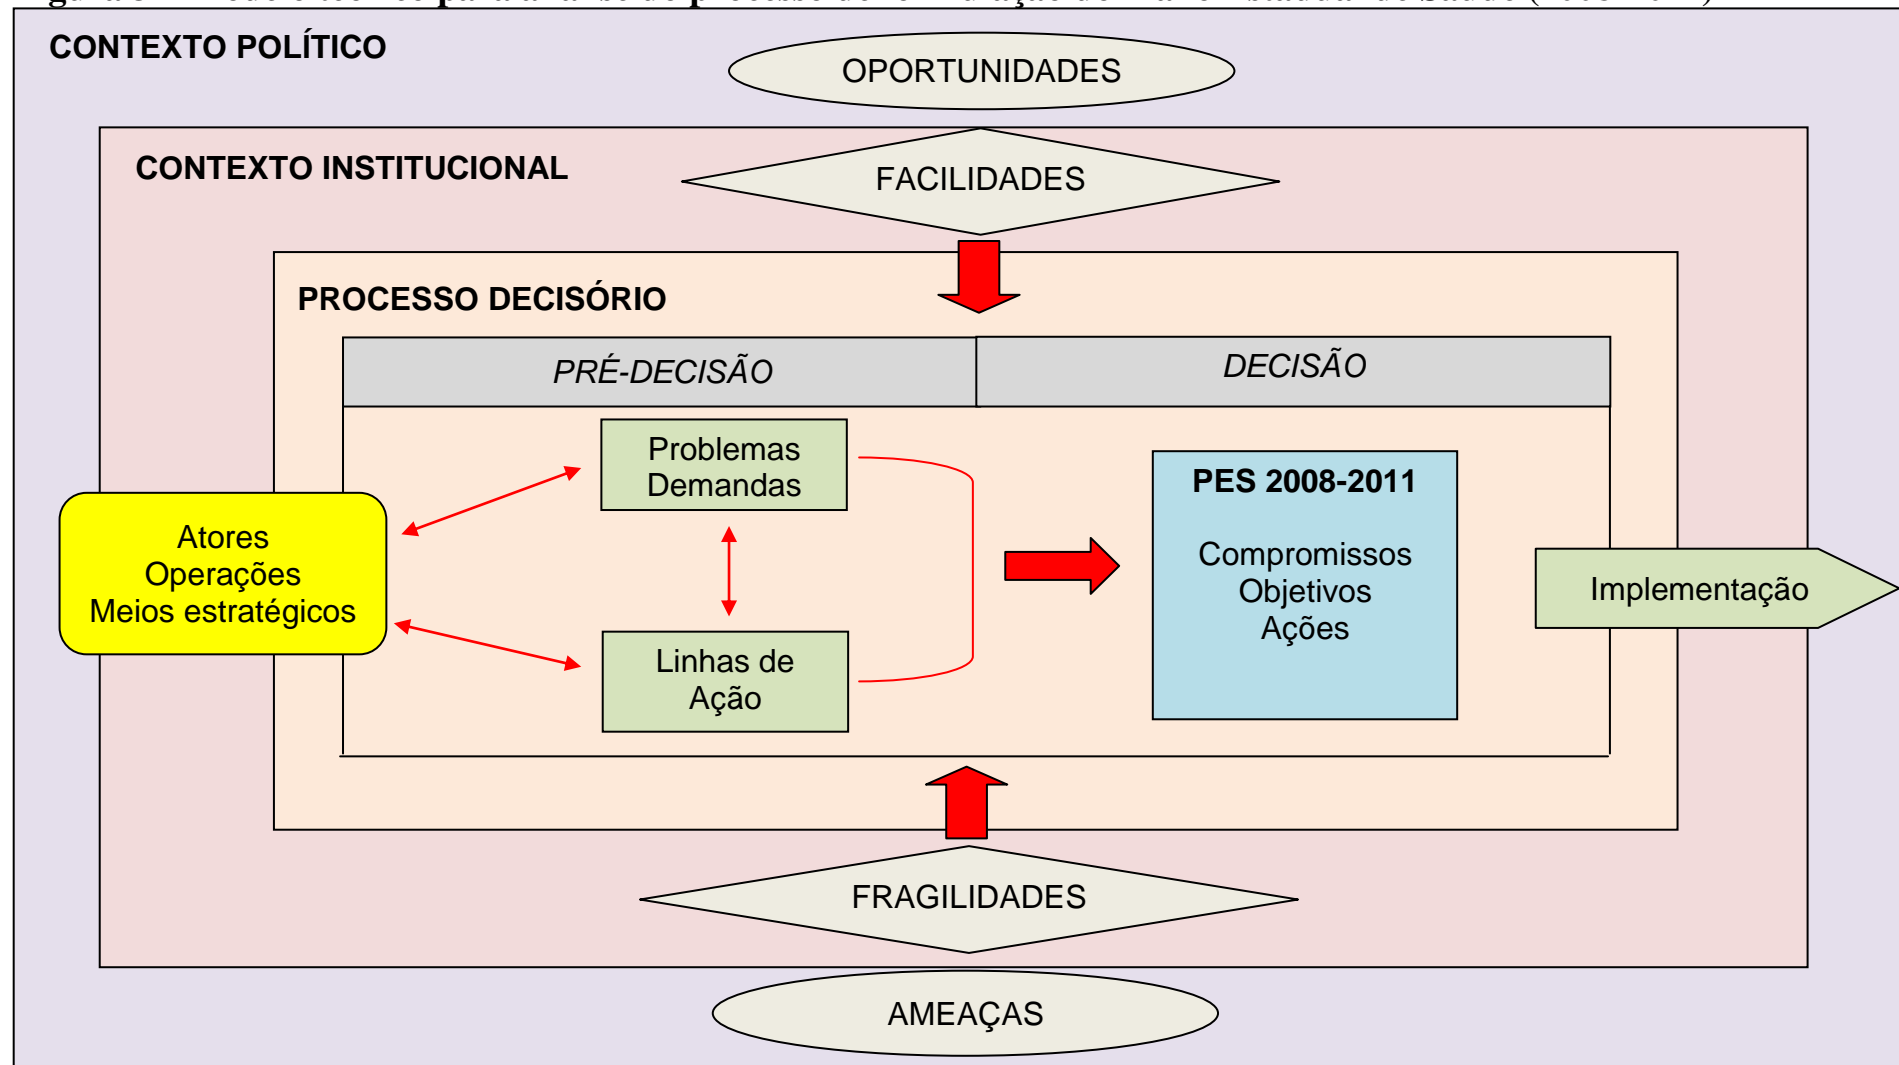 CONTEXTO POLÍTICO
OPORTUNIDADES
CONTEXTO INSTITUCIONAL
FACILIDADES
PROCESSO DECISÓRIO
PRÉ-DECISÃO
DECISÃO
Problemas
Demandas
Atores
Operações
Meios estratégicos
Linhas de
Ação
PES 2008-2011
Compromissos
Objetivos
Ações
Implementação
FRAGILIDADES
AMEAÇAS